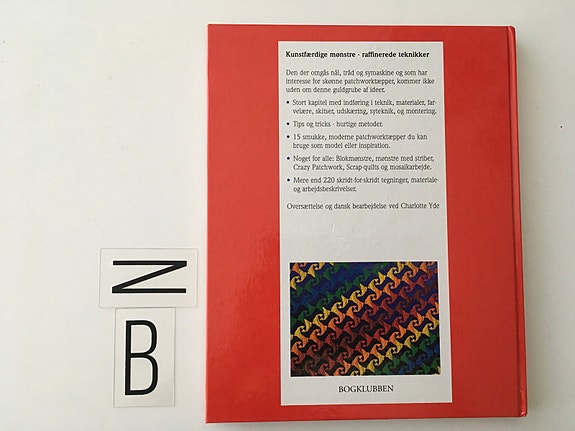 Kunstfærdige mønstre - raffinerede teknikker
Den der omgås nål, tråd og symaskine og som har
interesse for skønne patchworktæpper, kommer ikke
uden om denne guldgrube af ideer.
• Stort kapitel med indføring i teknik, materialer, far-
velære, skitser, udskæring, syteknik, og montering.
• Tips og tricks - hurtige metoder.
• 15 smukke, moderne patchworktæpper du kan
bruge som model eller inspiration.
• Noget for alle: Blokmønstre, mønstre med striber,
Crazy Patchwork, Scrap quilts og mosaikarbejde.
• Mere end 220 skridt-for-skridt tegninger, materiale-
og arbejdsbeskrivelser.
Oversættelse og dansk bearbejdelse ved Charlotte Yde
BOGKLUBBEN
N
B